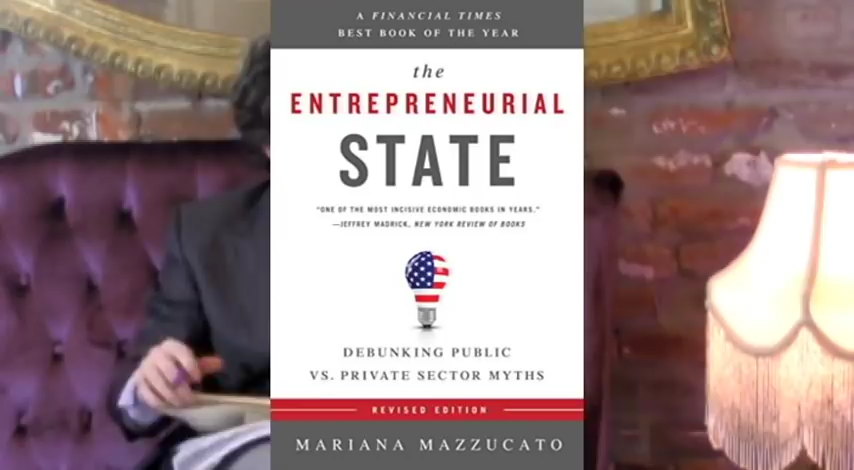 A FINANCIAL TIMES
BEST BOOK OF THE YEAR
the
ENTREPRENEURIAL
STATE
"ONE OF THE MOST INCISIVE ECONOMIC BOOKS IN YEARS."
—JEFFREY MADRICK, NEW YORK REVIEW OF BOOKS
DEBUNKING PUBLIC
VS. PRIVATE SECTOR MYTHS
REVISED EDITION
MARIANA MAZZUCATO